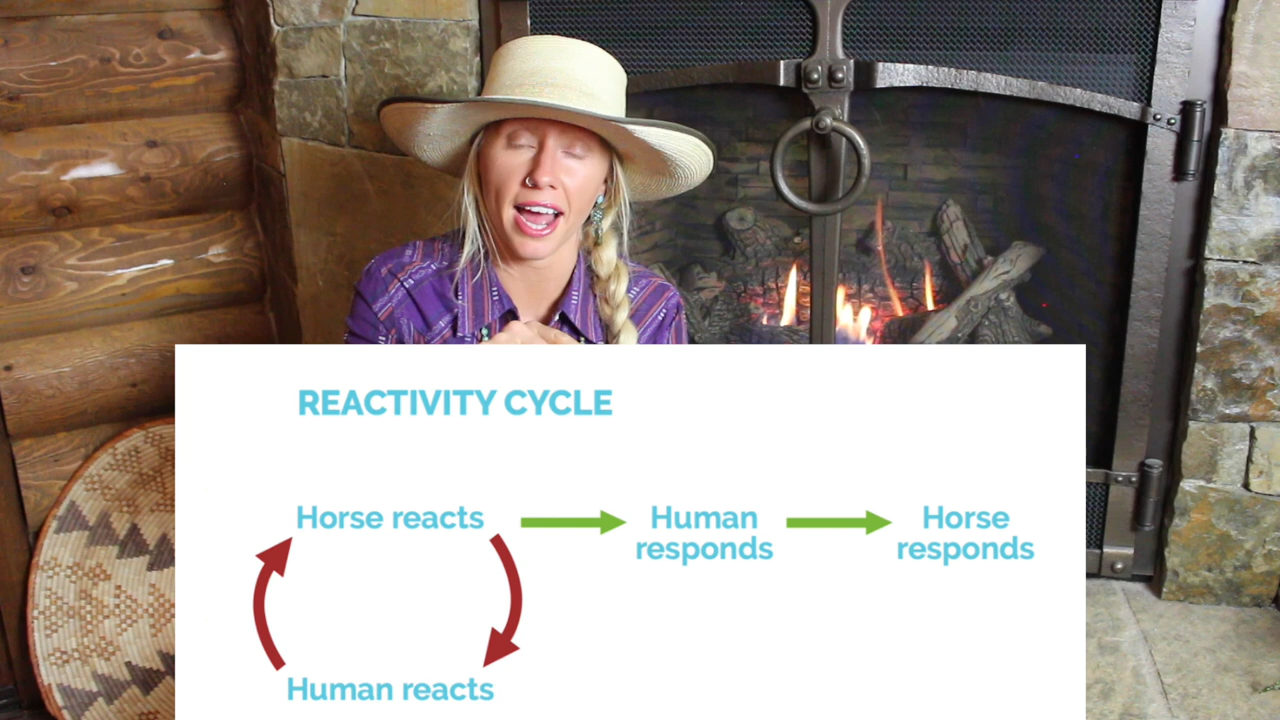 REACTIVITY CYCLE
Horse reacts
Human
responds
Horse
responds
Human reacts